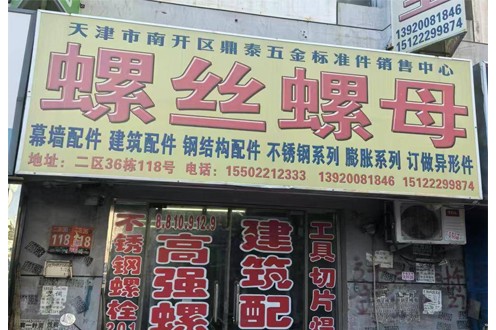 13920081846
15122299874
天津市南开区鼎泰五金标准件销售中心
螺丝螺母
幕墙配件 建筑配件 钢结构配件 不锈钢系列 膨胀系列 订做异形件
地址：二区36栋118号 电话：15502212333 13920081846 15122299874
118
不锈钢螺栓201
8.8,10.9,12.9
高强螺
建筑配
工具切片